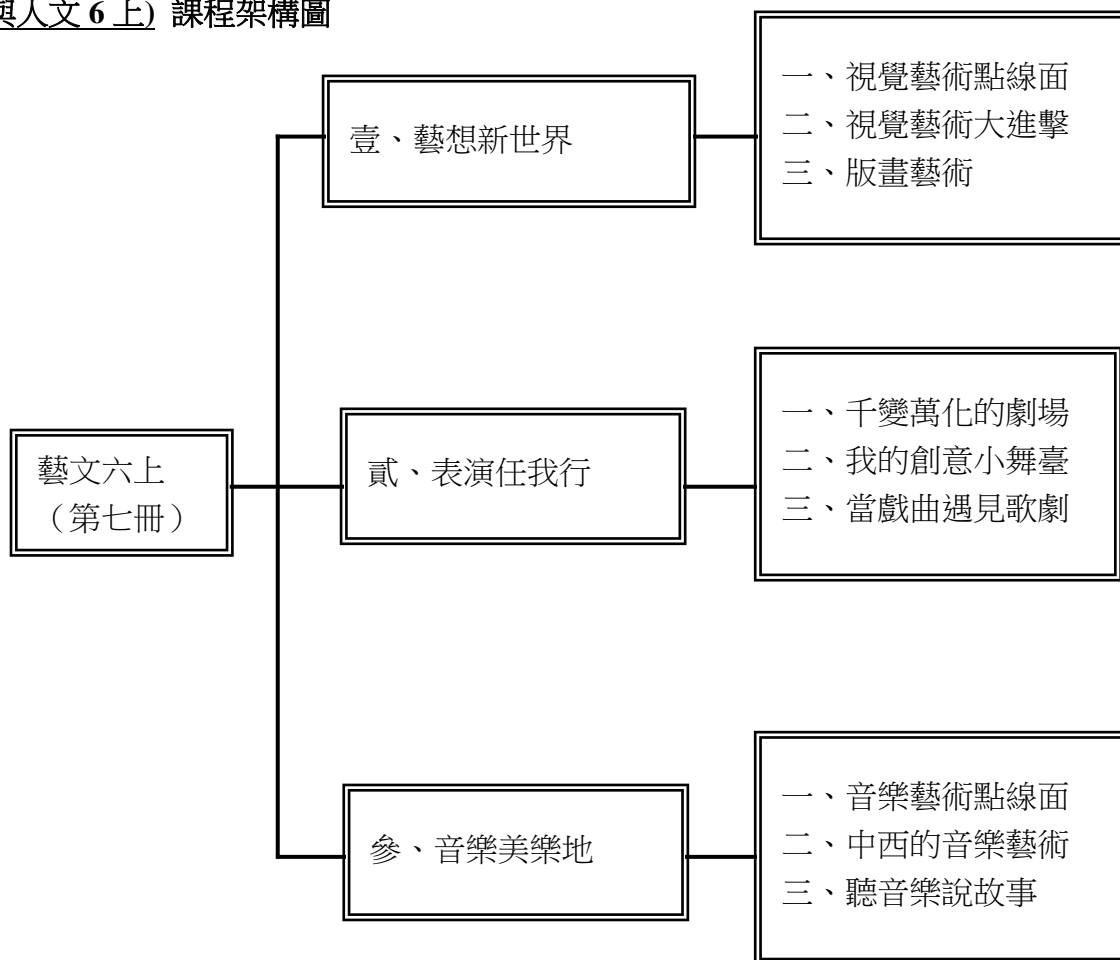 與人文 6 上) 課程架構圖
藝文六上
（第七冊）
壹、藝想新世界
一、視覺藝術點線面
二、視覺藝術大進擊
三、版畫藝術
貳、表演任我行
一、千變萬化的劇場
二、我的創意小舞臺
三、當戲曲遇見歌劇
參、音樂美樂地
一、音樂藝術點線面
二、中西的音樂藝術
三、聽音樂說故事